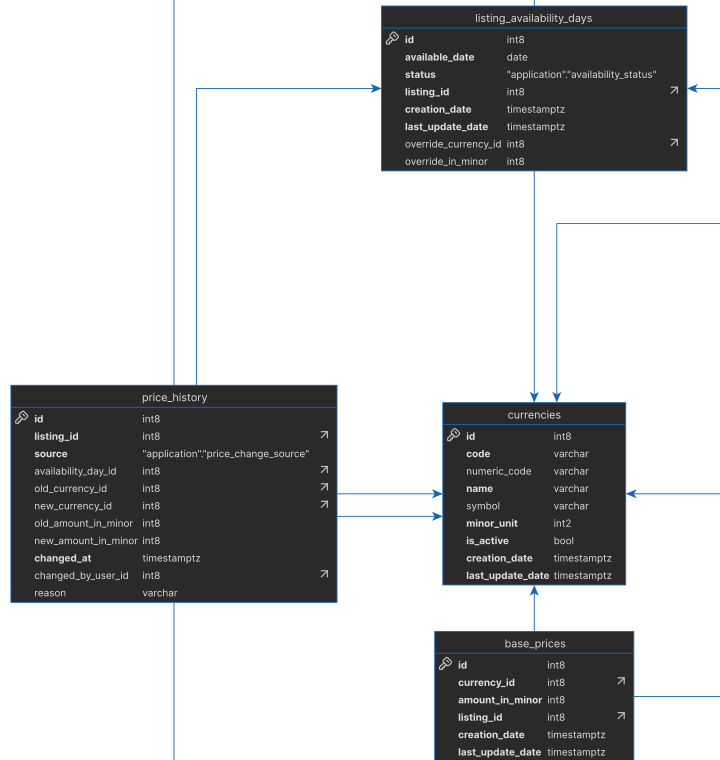 listing_availability_days
id int8
available_date date
status "application"."availability_status"
listing_id int8
creation_date timestamptz
last_update_date timestamptz
override_currency_id int8
override_in_minor int8
price_history
id int8
listing_id int8
source "application"."price_change_source"
availability_day_id int8
old_currency_id int8
new_currency_id int8
old_amount_in_minor int8
new_amount_in_minor int8
changed_at timestamptz
changed_by_user_id int8
reason varchar
currencies
id int8
code varchar
numeric_code varchar
name varchar
symbol varchar
minor_unit int2
is_active bool
creation_date timestamptz
last_update_date timestamptz
base_prices
id int8
currency_id int8
amount_in_minor int8
listing_id int8
creation_date timestamptz
last_update_date timestamptz